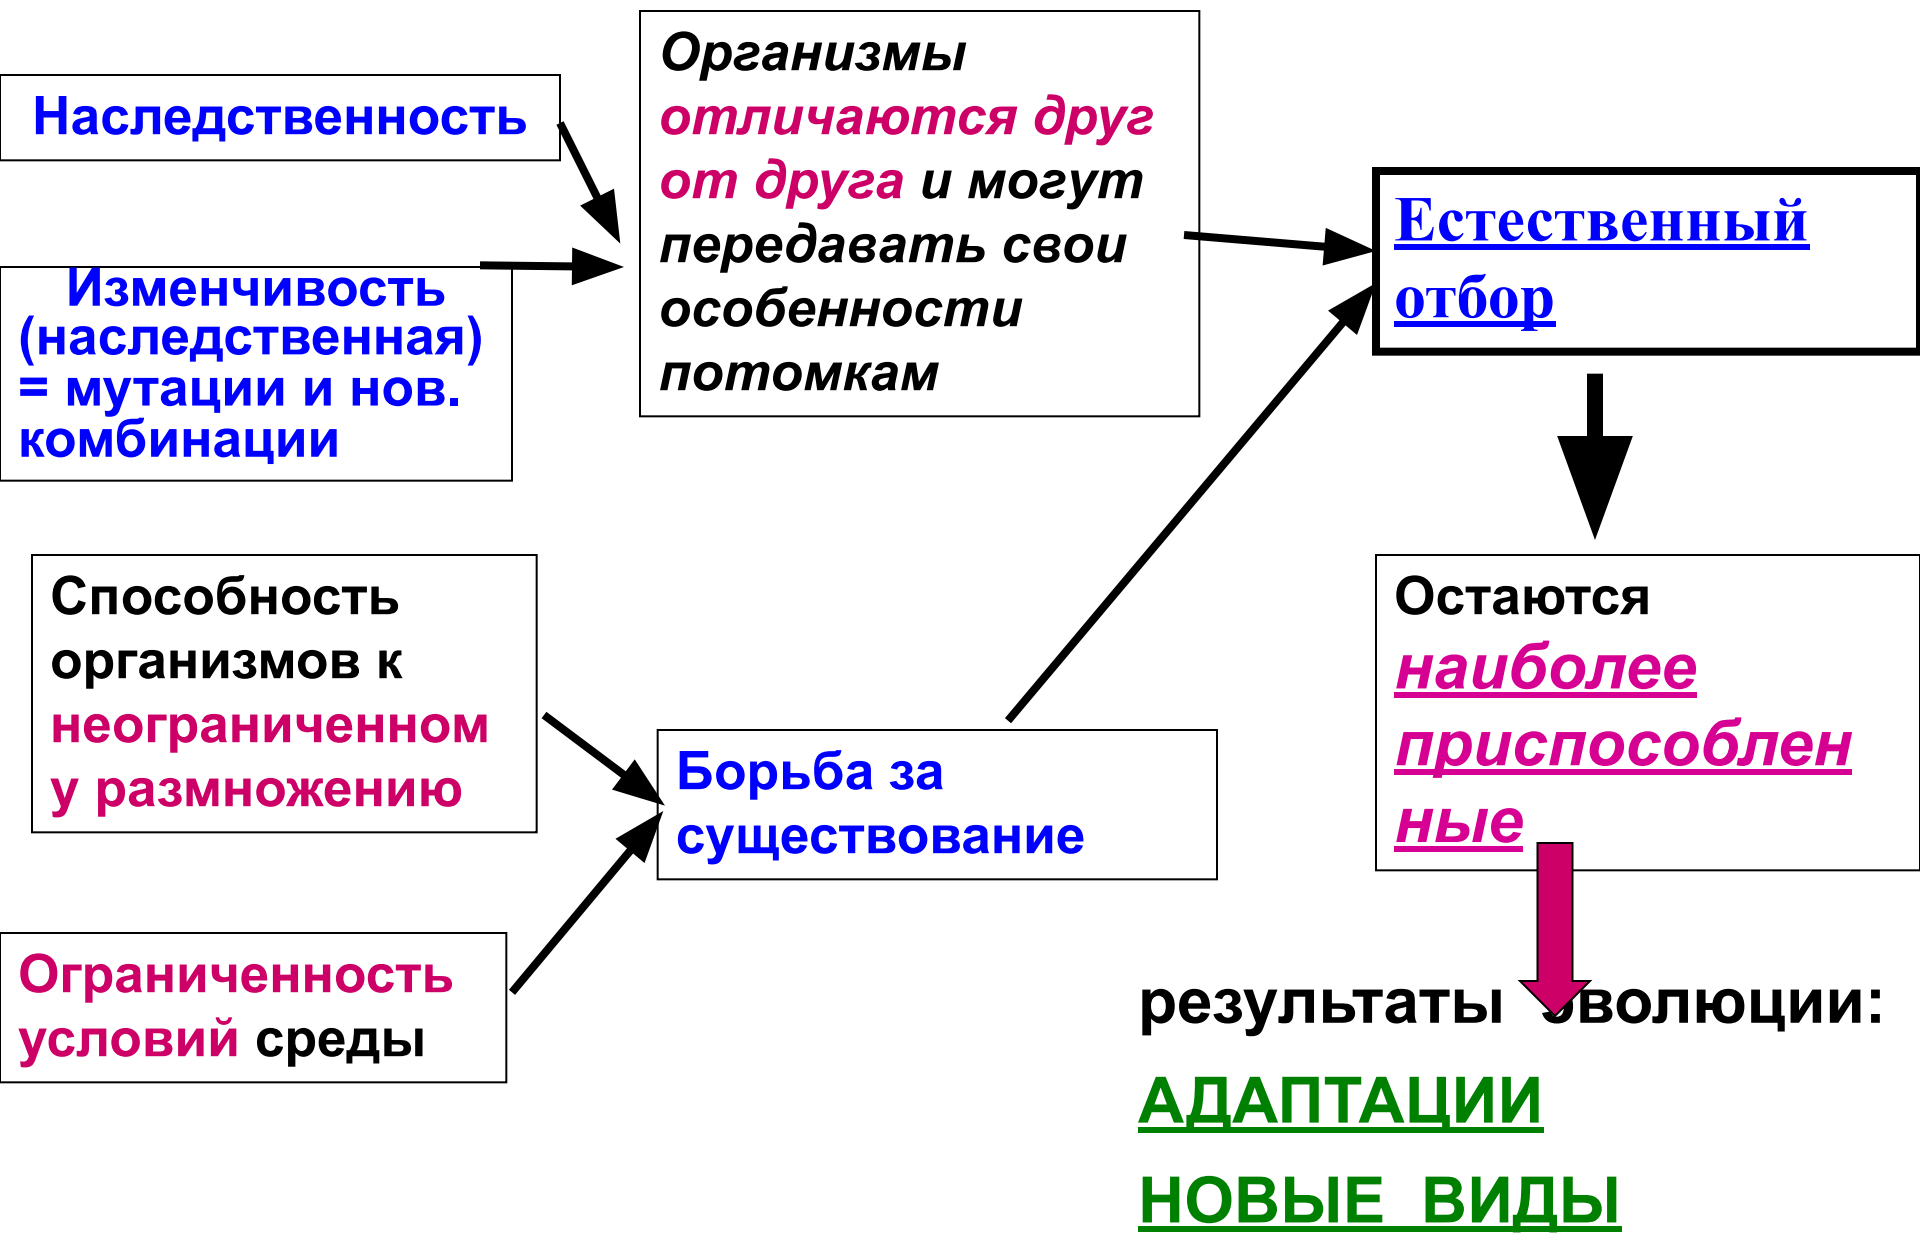 Наследственность
Изменчивость
(наследственная)
= мутации и нов.
комбинации
Организмы
отличаются друг
от друга и могут
передавать свои
особенности
потомкам
Естественный
отбор
Способность
организмов к
неограниченном
у размножению
Ограниченность
условий среды
Борьба за
существование
Остаются
наиболее
приспособлен
ные
результаты эволюции:
АДАПТАЦИИ
НОВЫЕ ВИДЫ